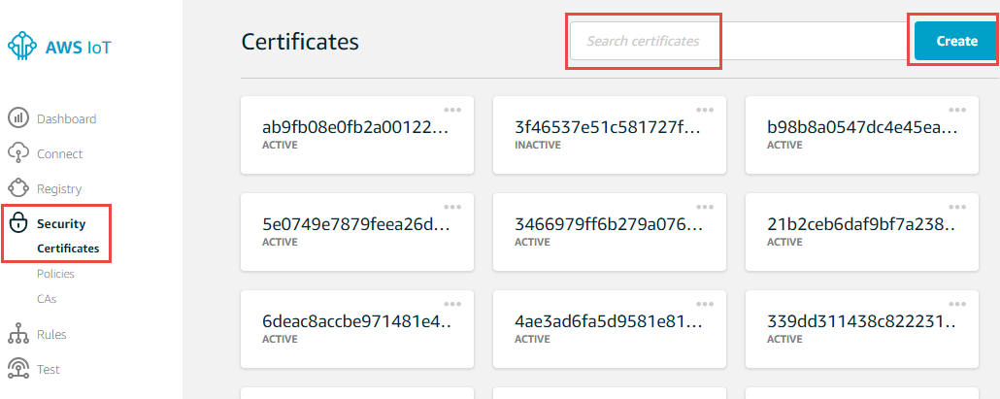 AWS IoT
Dashboard
Connect
Registry
Security
Certificates
Policies
CAs
Rules
Test
Certificates
Search certificates
Create
ab9fb08e0fb2a00122...
ACTIVE
3f46537e51c581727f...
INACTIVE
b98b8a0547dc4e45ea...
ACTIVE
5e0749e7879feea26d...
ACTIVE
3466979ff6b279a076...
ACTIVE
21b2ceb6daf9bf7a238..
ACTIVE
6deac8accbe971481e4..
ACTIVE
4ae3ad6fa5d9581e81...
ACTIVE
339dd311438c822231..
ACTIVE